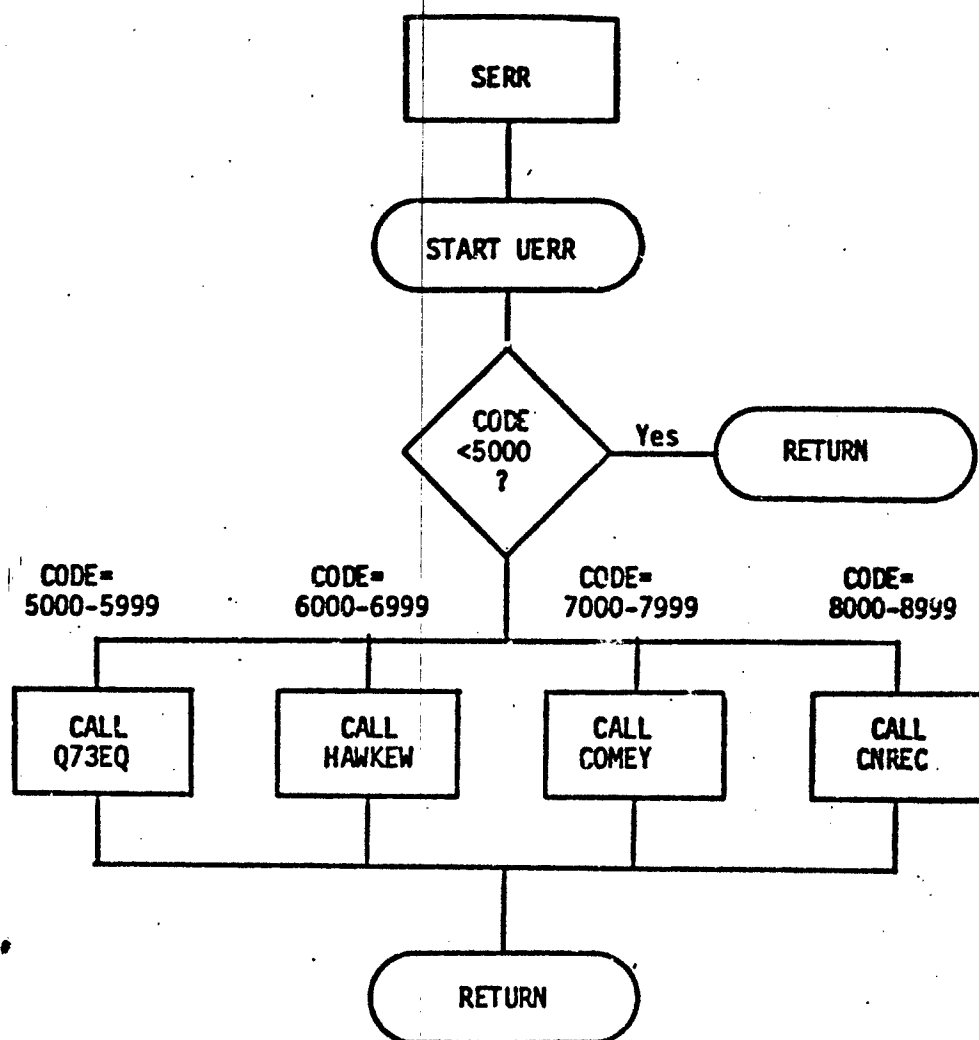 SERR
START UERR
CODE
<5000
?
Yes
RETURN
CODE=
5000-5999
CODE=
6000-6999
CODE=
7000-7999
CODE=
8000-8999
CALL
Q73EQ
CALL
HAWKEW
CALL
COMEY
CALL
CNREC
RETURN